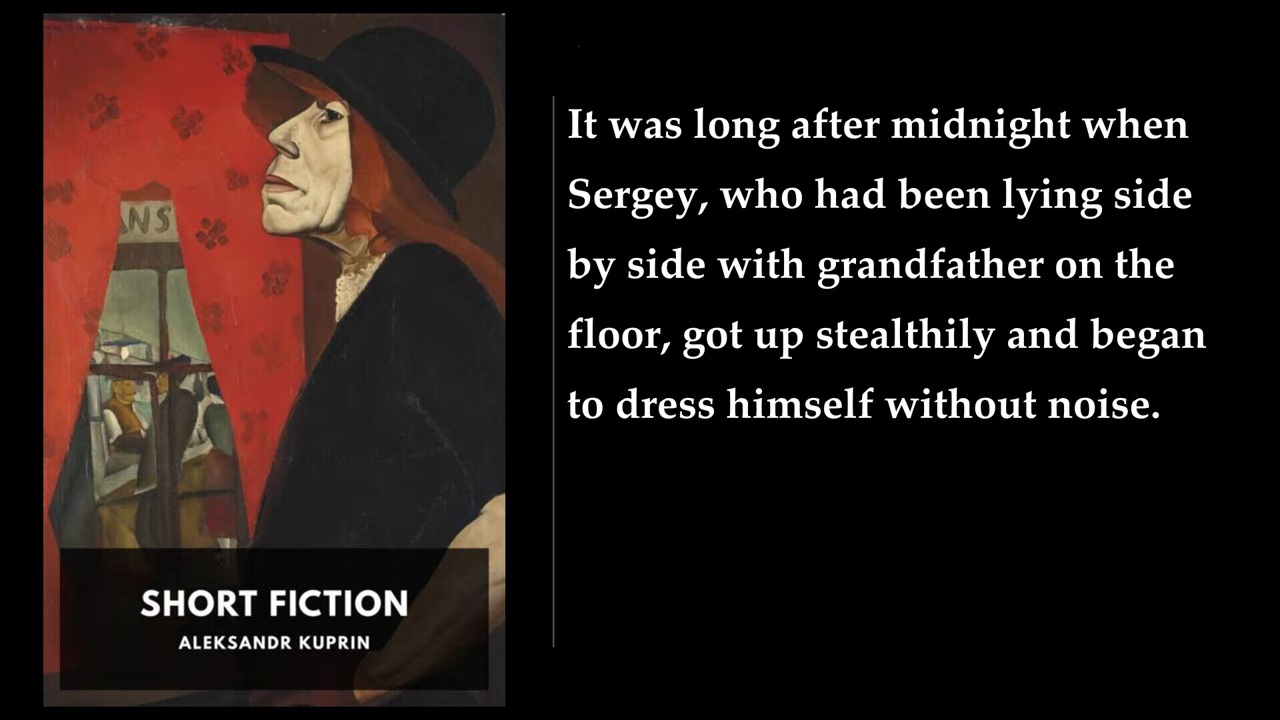 ANS
SHORT FICTION
ALEKSANDR KUPRIN
It was long after midnight when
Sergey, who had been lying side
by side with grandfather on the
floor, got up stealthily and began
to dress himself without noise.